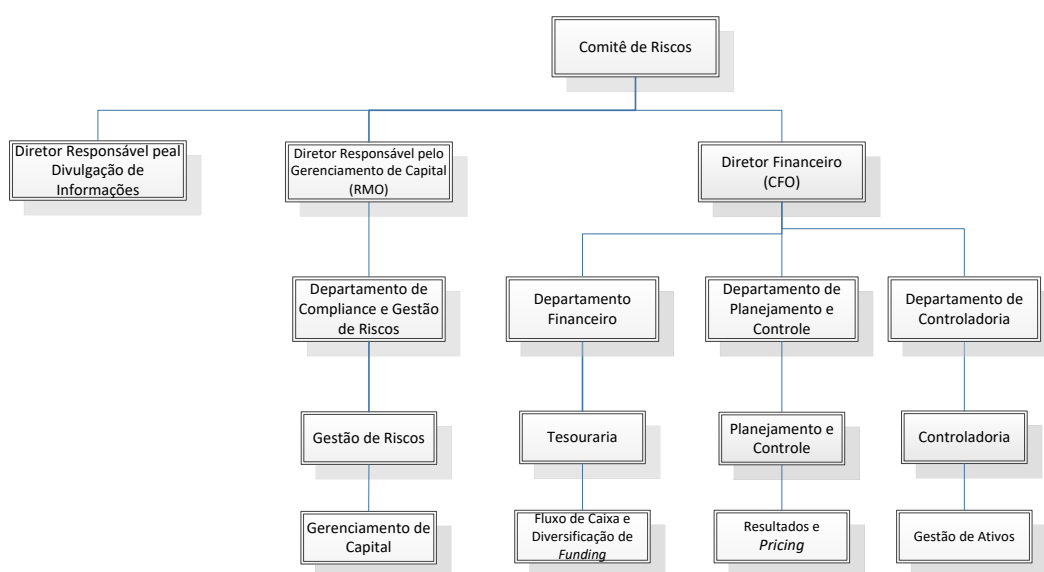 Comitê de Riscos
Diretor Responsável peal
Divulgação de
Informações
Diretor Responsável pelo
Gerenciamento de Capital
(RMO)
Diretor Financeiro
(CFO)
Departamento de
Compliance e Gestão
de Riscos
Departamento
Financeiro
Departamento de
Planejamento e
Controle
Departamento de
Controladoria
Gestão de Riscos
Tesouraria
Planejamento e
Controle
Controladoria
Gerenciamento de
Capital
Fluxo de Caixa e
Diversificação de
Funding
Resultados e
Pricing
Gestão de Ativos